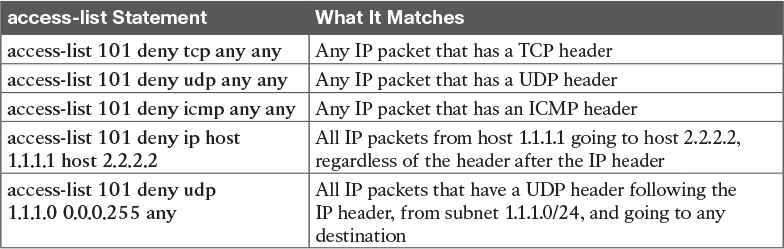 access-list Statement What It Matches
access-list 101 deny tcp any any Any IP packet that has a TCP header
access-list 101 deny udp any any Any IP packet that has a UDP header
access-list 101 deny icmp any any Any IP packet that has an ICMP header
access-list 101 deny ip host All IP packets from host 1.1.1.1 going to host 2.2.2.2,
1.1.1.1 host 2.2.2.2 regardless of the header after the IP header
access-list 101 deny udp All IP packets that have a UDP header following the
1.1.1.0 0.0.0.255 any IP header, from subnet 1.1.1.0/24, and going to any
destination